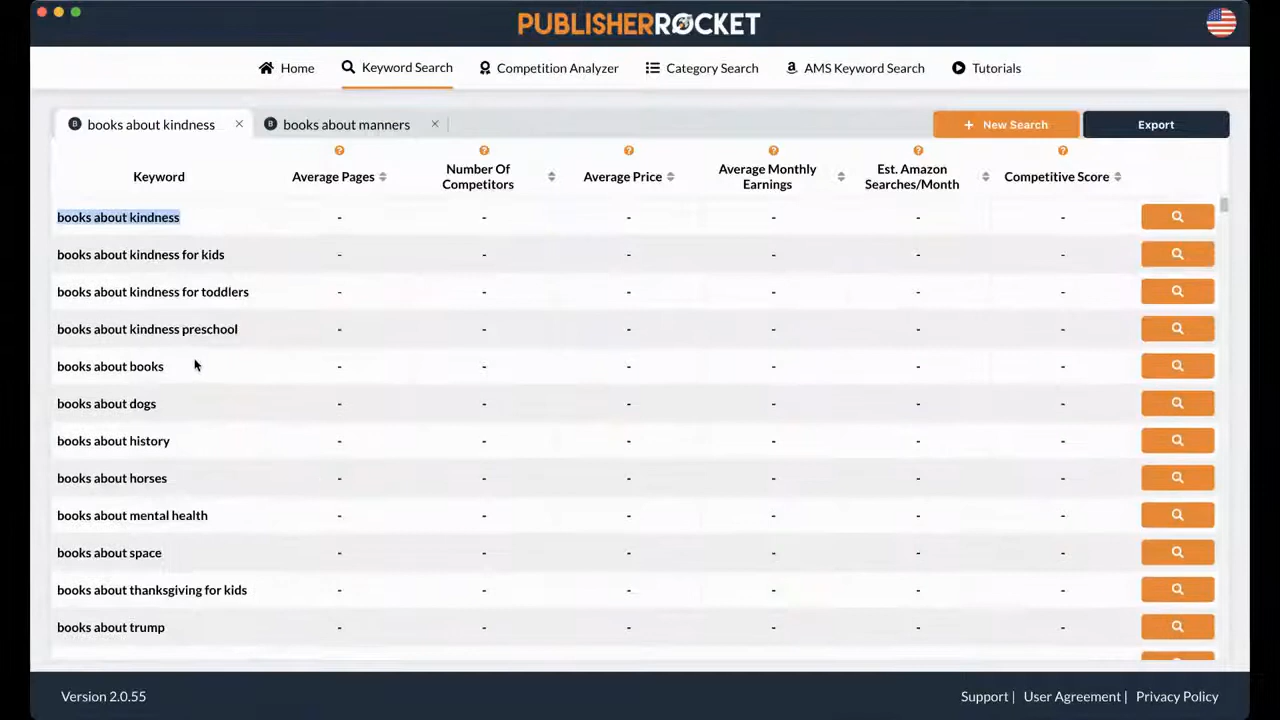 PUBLISHERROCKET
Home Keyword Search Competition Analyzer Category Search AMS Keyword Search Tutorials
B books about kindness × B books about manners × + New Search Export
? ? ? ? ? ?
Keyword Average Pages Number Of Competitors Average Price Average Monthly Earnings Est. Amazon Searches/Month Competitive Score
books about kindness - - - - - -
books about kindness for kids - - - - - -
books about kindness for toddlers - - - - - -
books about kindness preschool - - - - - -
books about books - - - - - -
books about dogs - - - - - -
books about history - - - - - -
books about horses - - - - - -
books about mental health - - - - - -
books about space - - - - - -
books about thanksgiving for kids - - - - - -
books about trump - - - - - -
Version 2.0.55 Support | User Agreement | Privacy Policy